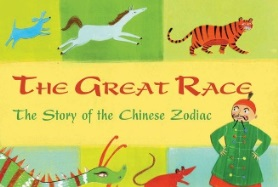 The Great Race
The Story of the Chinese Zodiac